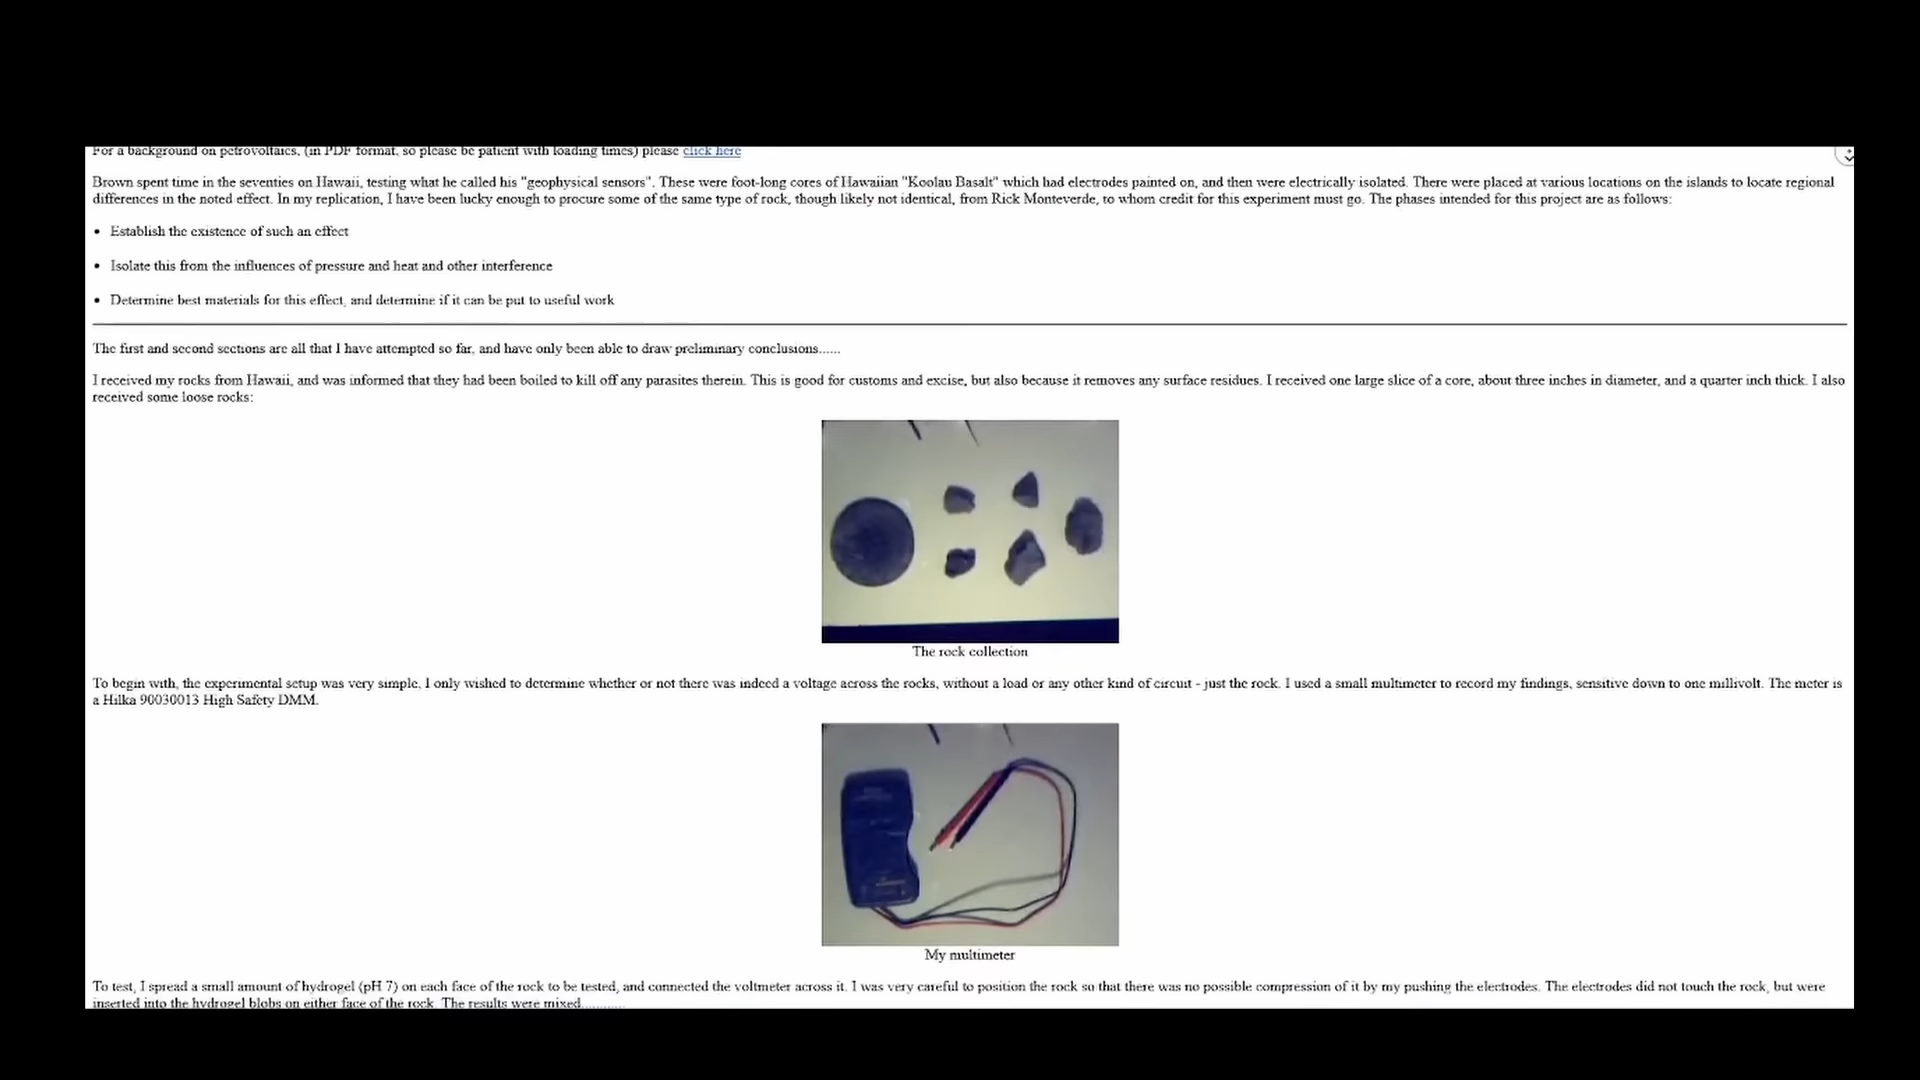 For a background on petrovoltaics, (in PDF format, so please be patient with loading times) please click here
Brown spent time in the seventies on Hawaii, testing what he called his "geophysical sensors". These were foot-long cores of Hawaiian "Koolau Basalt" which had electrodes painted on, and then were electrically isolated. There were placed at various locations on the islands to locate regional
differences in the noted effect. In my replication, I have been lucky enough to procure some of the same type of rock, though likely not identical, from Rick Monteverde, to whom credit for this experiment must go. The phases intended for this project are as follows:
• Establish the existence of such an effect
• Isolate this from the influences of pressure and heat and other interference
• Determine best materials for this effect, and determine if it can be put to useful work
The first and second sections are all that I have attempted so far, and have only been able to draw preliminary conclusions......
I received my rocks from Hawaii, and was informed that they had been boiled to kill off any parasites therein. This is good for customs and excise, but also because it removes any surface residues. I received one large slice of a core, about three inches in diameter, and a quarter inch thick. I also
received some loose rocks:
The rock collection
To begin with, the experimental setup was very simple. I only wished to determine whether or not there was indeed a voltage across the rocks, without a load or any other kind of circuit - just the rock. I used a small multimeter to record my findings, sensitive down to one millivolt. The meter is
a Hilka 90030013 High Safety DMM.
My multimeter
To test, I spread a small amount of hydrogel (pH 7) on each face of the rock to be tested, and connected the voltmeter across it. I was very careful to position the rock so that there was no possible compression of it by my pushing the electrodes. The electrodes did not touch the rock, but were
inserted into the hydrogel blobs on either face of the rock. The results were mixed............